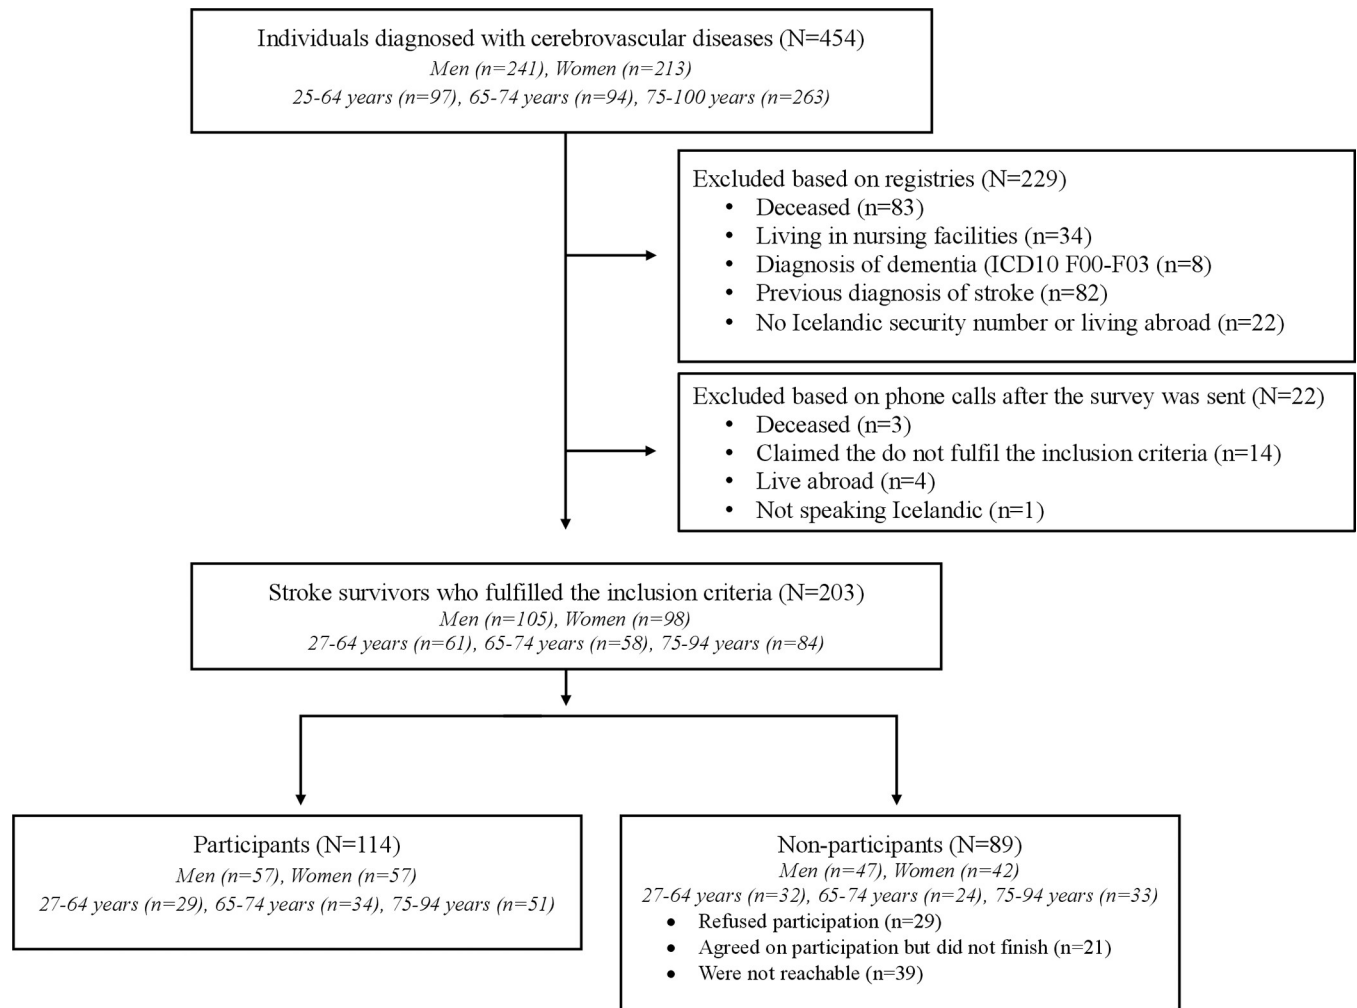 Individuals diagnosed with cerebrovascular diseases (N=454)
Men (n=241), Women (n=213)
25-64 years (n=97), 65-74 years (n=94), 75-100 years (n=263)
Excluded based on registries (N=229)
• Deceased (n=83)
• Living in nursing facilities (n=34)
• Diagnosis of dementia (ICD10 F00-F03 (n=8)
• Previous diagnosis of stroke (n=82)
• No Icelandic security number or living abroad (n=22)
Excluded based on phone calls after the survey was sent (N=22)
• Deceased (n=3)
• Claimed the do not fulfil the inclusion criteria (n=14)
• Live abroad (n=4)
• Not speaking Icelandic (n=1)
Stroke survivors who fulfilled the inclusion criteria (N=203)
Men (n=105), Women (n=98)
27-64 years (n=61), 65-74 years (n=58), 75-94 years (n=84)
Participants (N=114)
Men (n=57), Women (n=57)
27-64 years (n=29), 65-74 years (n=34), 75-94 years (n=51)
Non-participants (N=89)
Men (n=47), Women (n=42)
27-64 years (n=32), 65-74 years (n=24), 75-94 years (n=33)
• Refused participation (n=29)
• Agreed on participation but did not finish (n=21)
• Were not reachable (n=39)